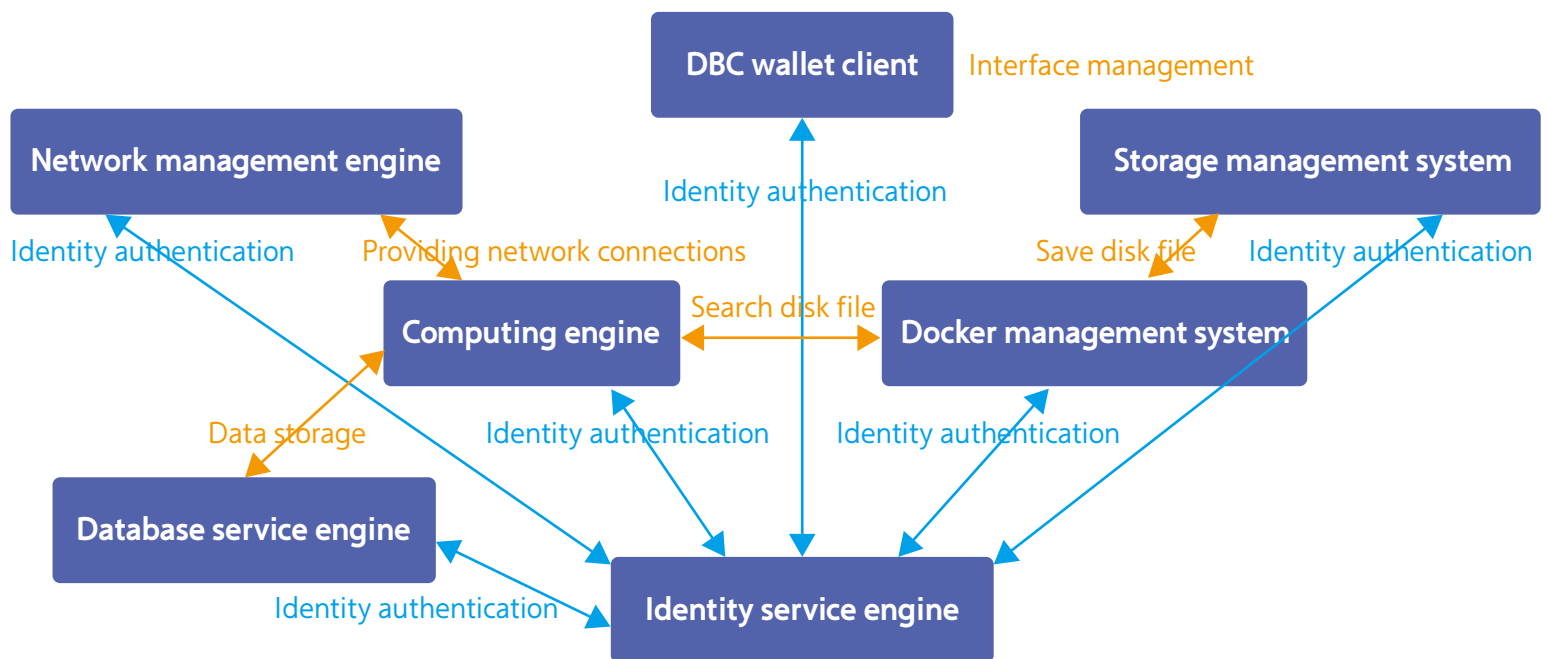 DBC wallet client
Interface management
Network management engine
Storage management system
Identity authentication
Identity authentication
Providing network connections
Save disk file
Identity authentication
Search disk file
Computing engine
Docker management system
Data storage
Identity authentication
Identity authentication
Database service engine
Identity authentication
Identity service engine